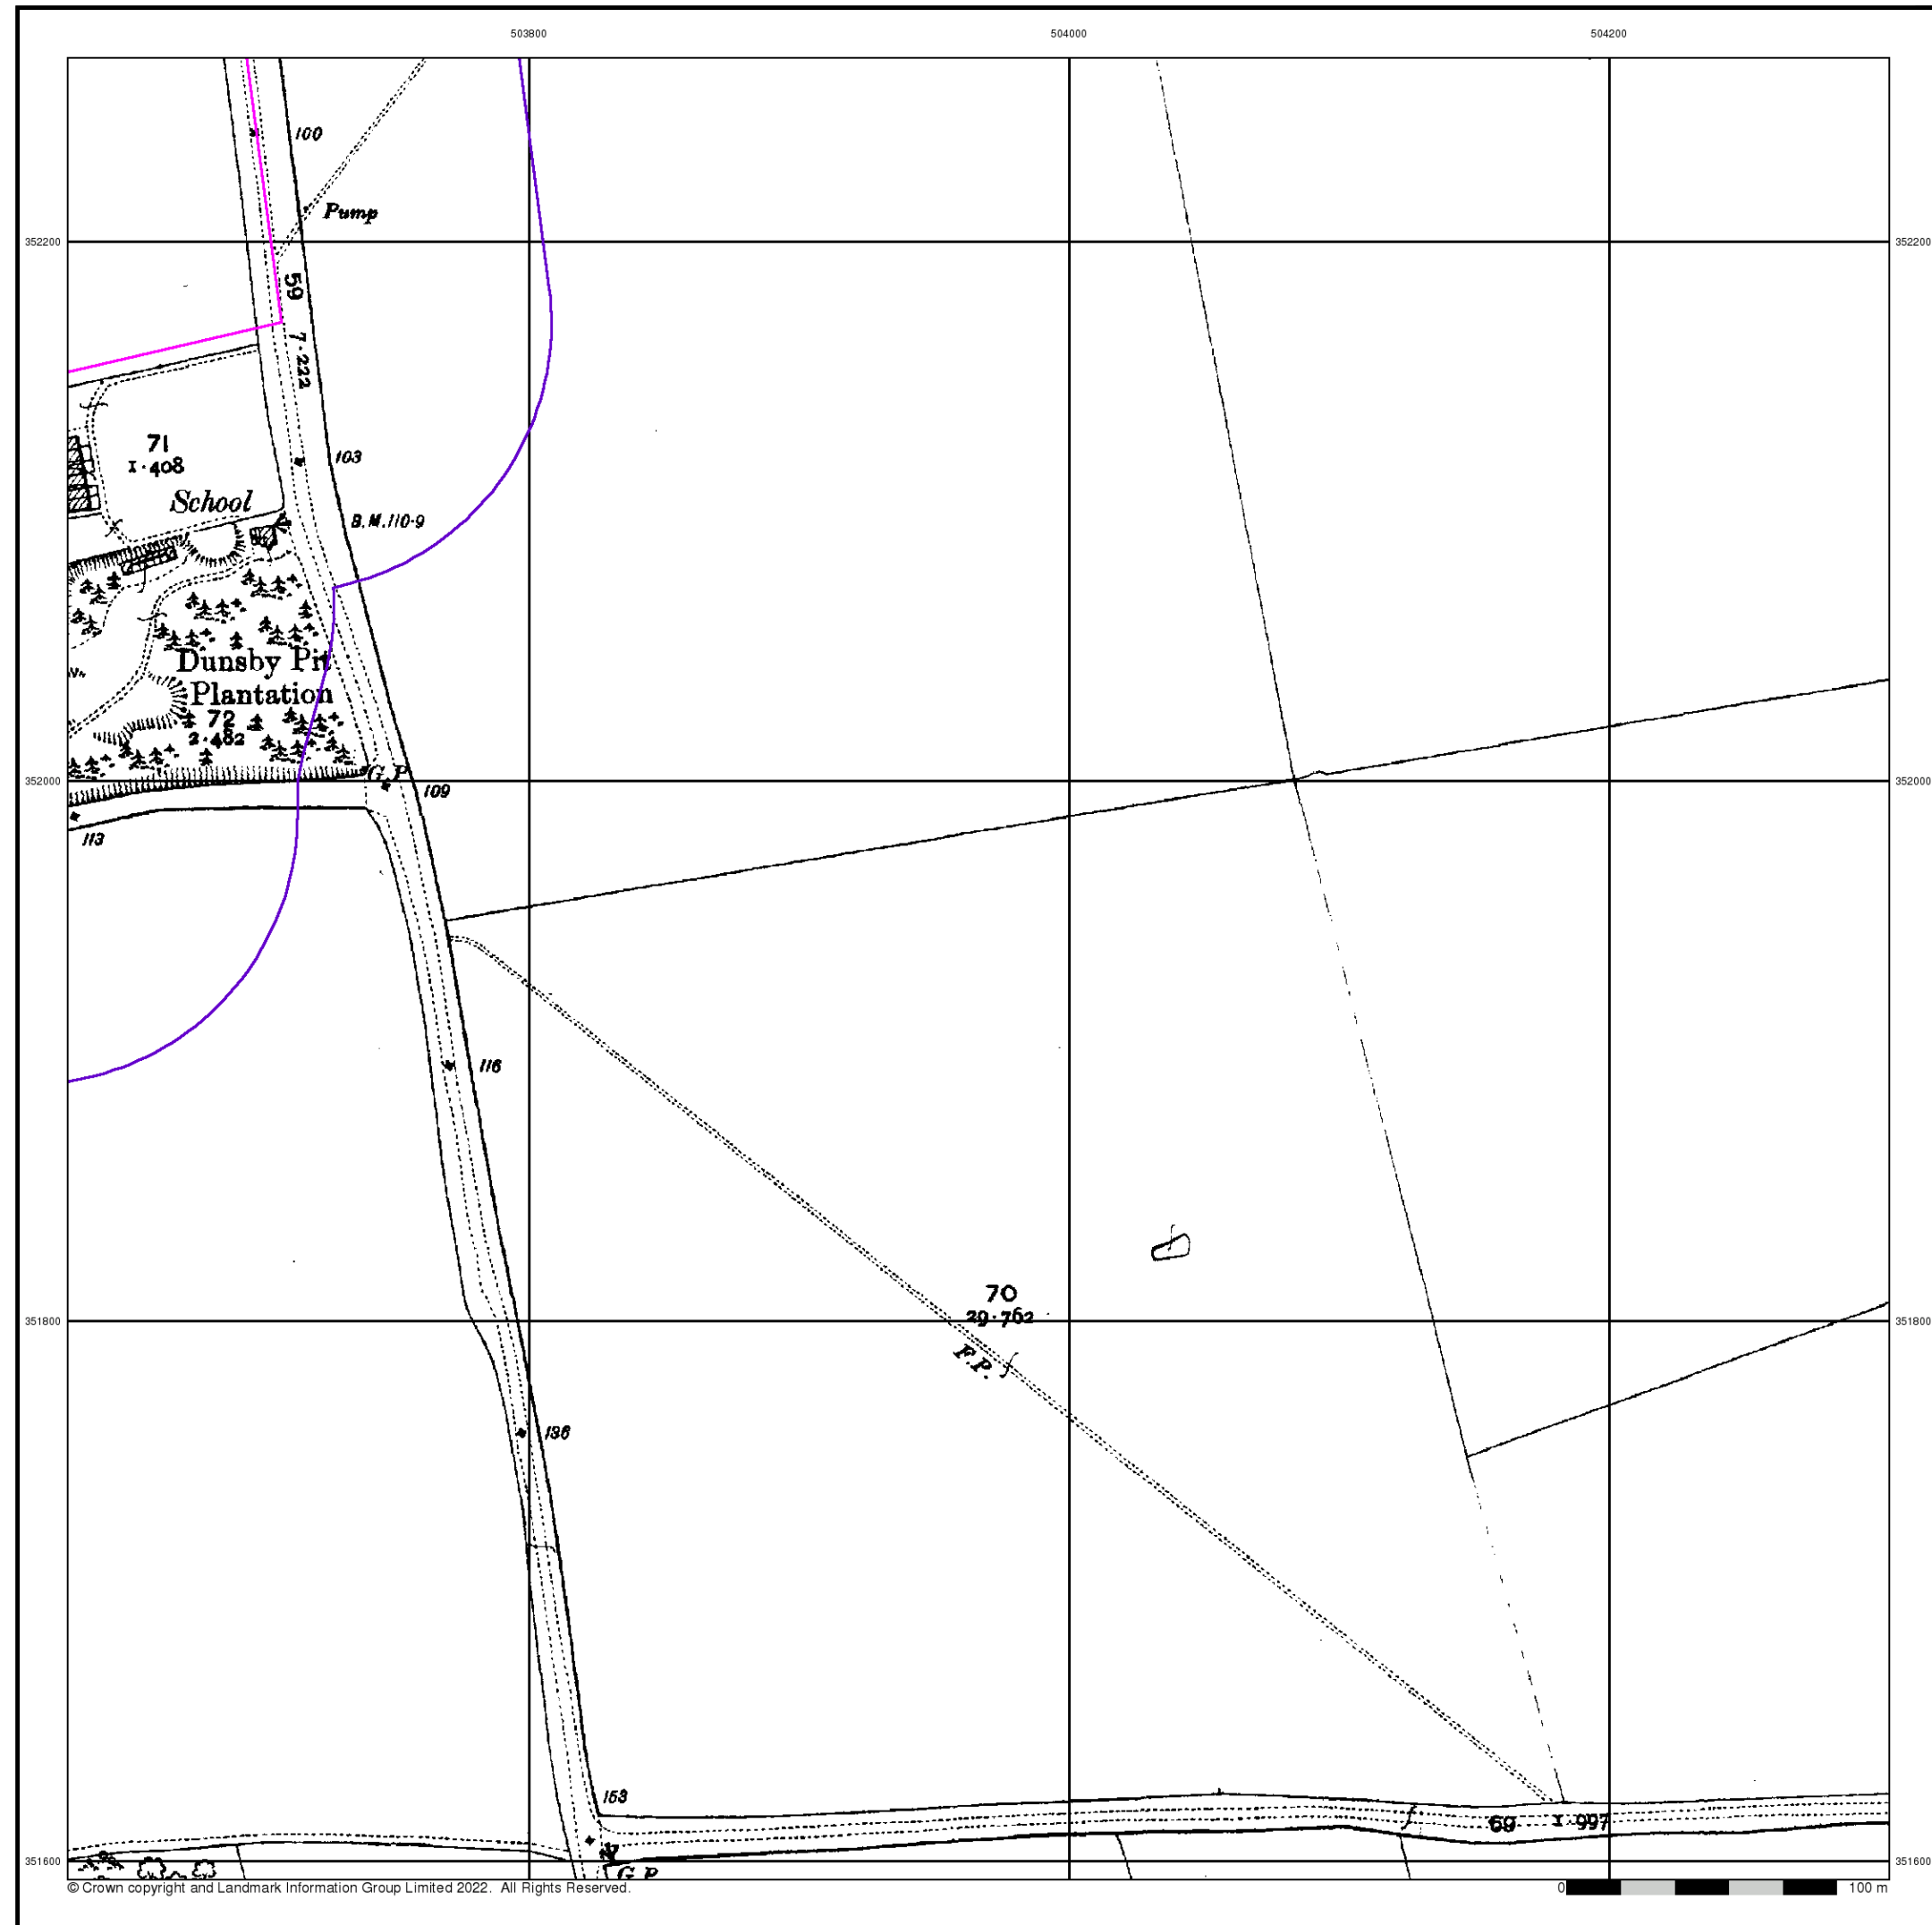 503800 504000 504200
100
Pump
352200 352200
59
7·222
71
1·408
103
School
B.M.110·9
Dunsby Pit
Plantation
72
2·482
G.P
352000 352000
109
113
116
70
29·762
351800 351800
F.P.
136
153
69 1·997
351600 351600
G.P
© Crown copyright and Landmark Information Group Limited 2022. All Rights Reserved.
0 100 m